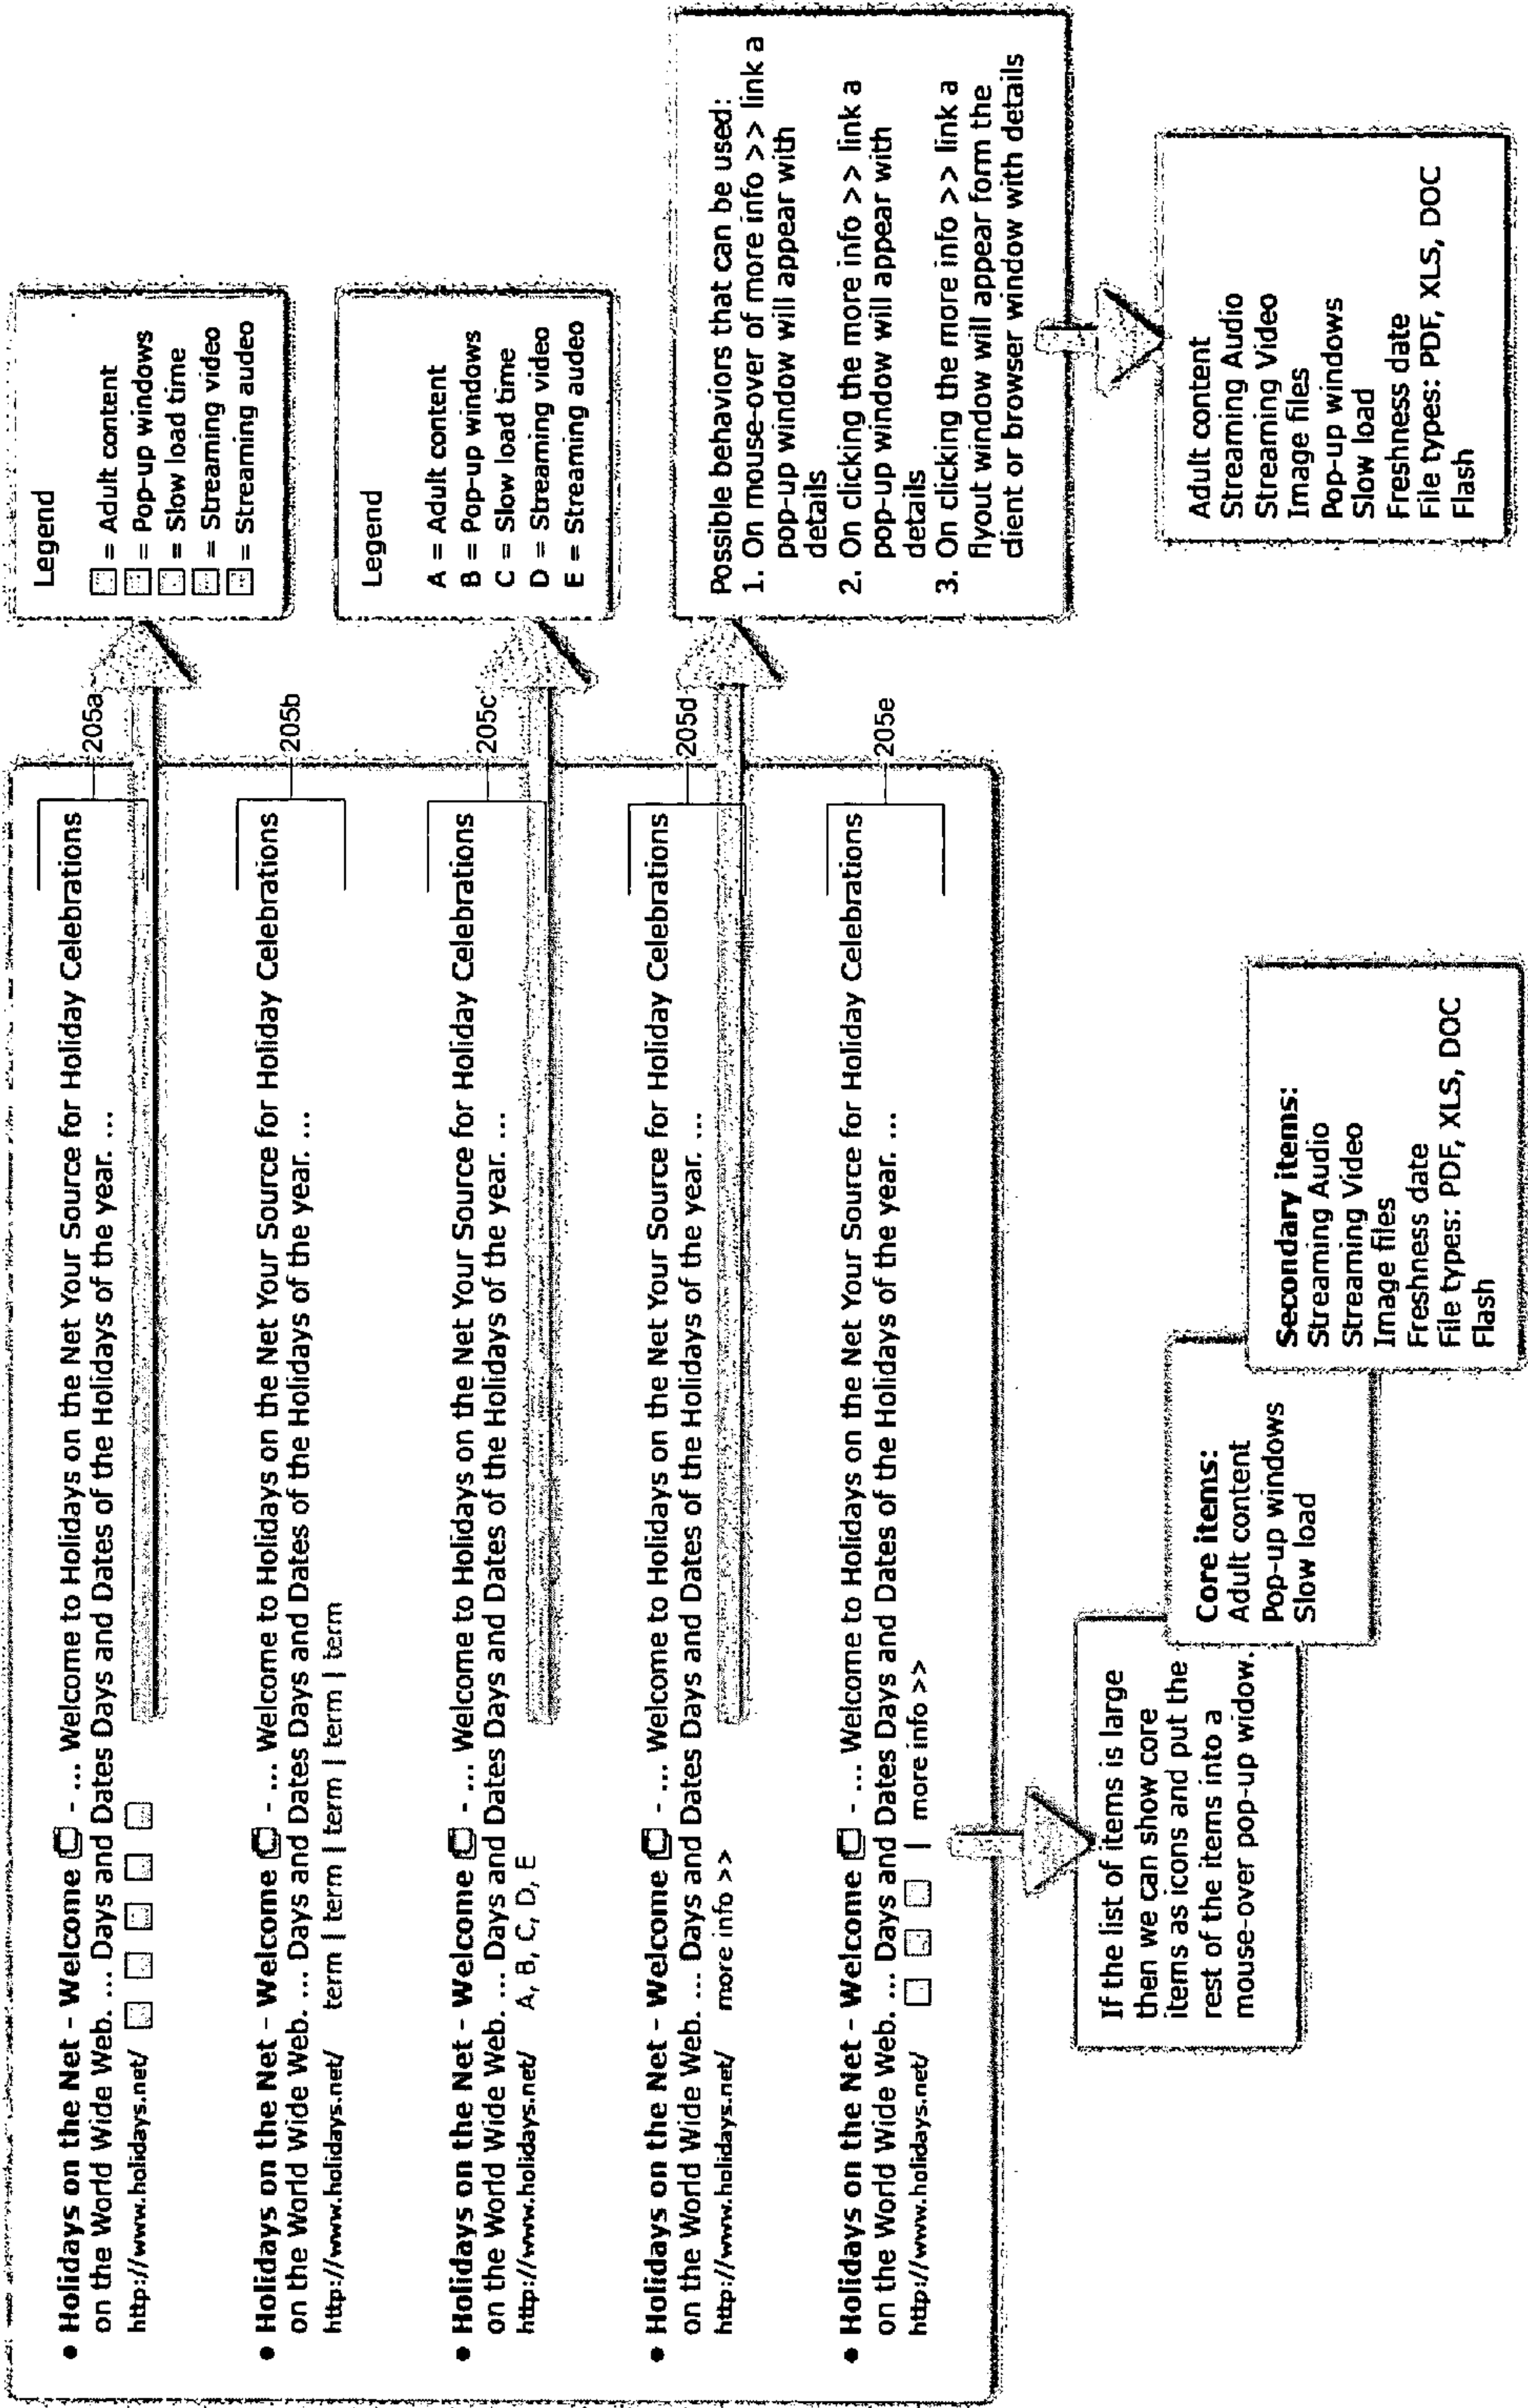 ● Holidays on the Net - Welcome - ... Welcome to Holidays on the Net Your Source for Holiday Celebrations
on the World Wide Web. ... Days and Dates Days and Dates of the Holidays of the year. ...
http://www.holidays.net/
205a
● Holidays on the Net - Welcome - ... Welcome to Holidays on the Net Your Source for Holiday Celebrations
on the World Wide Web. ... Days and Dates Days and Dates of the Holidays of the year. ...
http://www.holidays.net/ term | term | term | term | term
205b
● Holidays on the Net - Welcome - ... Welcome to Holidays on the Net Your Source for Holiday Celebrations
on the World Wide Web. ... Days and Dates Days and Dates of the Holidays of the year. ...
http://www.holidays.net/ A, B, C, D, E
205c
● Holidays on the Net - Welcome - ... Welcome to Holidays on the Net Your Source for Holiday Celebrations
on the World Wide Web. ... Days and Dates Days and Dates of the Holidays of the year. ...
http://www.holidays.net/ more info >>
205d
● Holidays on the Net - Welcome - ... Welcome to Holidays on the Net Your Source for Holiday Celebrations
on the World Wide Web. ... Days and Dates Days and Dates of the Holidays of the year. ...
http://www.holidays.net/ | more info >>
205e
Legend
= Adult content
= Pop-up windows
= Slow load time
= Streaming video
= Streaming audeo
Legend
A = Adult content
B = Pop-up windows
C = Slow load time
D = Streaming video
E = Streaming audeo
Possible behaviors that can be used:
1. On mouse-over of more info >> link a
pop-up window will appear with
details
2. On clicking the more info >> link a
pop-up window will appear with
details
3. On clicking the more info >> link a
flyout window will appear form the
client or browser window with details
Adult content
Streaming Audio
Streaming Video
Image files
Pop-up windows
Slow load
Freshness date
File types: PDF, XLS, DOC
Flash
If the list of items is large
then we can show core
items as icons and put the
rest of the items into a
mouse-over pop-up widow.
Core items:
Adult content
Pop-up windows
Slow load
Secondary items:
Streaming Audio
Streaming Video
Image files
Freshness date
File types: PDF, XLS, DOC
Flash